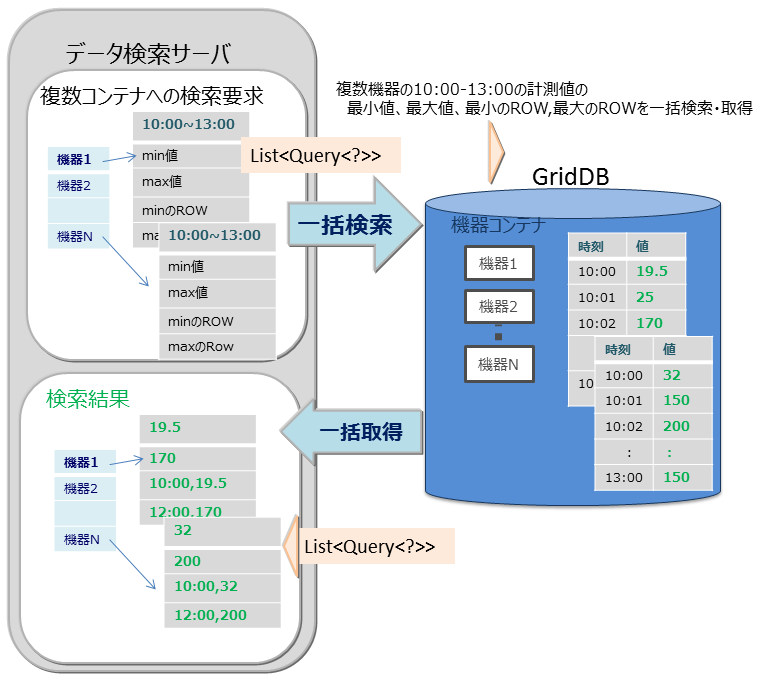 データ検索サーバ
複数コンテナへの検索要求
10:00~13:00
機器1
機器2
機器N
min値
max値
minのROW
ma
10:00~13:00
min値
max値
minのROW
maxのRow
List<Query<?>>
一括検索
複数機器の10:00-13:00の計測値の
最小値、最大値、最小のROW,最大のROWを一括検索・取得
GridDB
機器コンテナ
機器1
機器2
機器N
時刻 値
10:00 19.5
10:01 25
10:02 170
10
時刻 値
10:00 32
10:01 150
10:02 200
: :
13:00 150
検索結果
機器1
機器2
機器N
19.5
170
10:00,19.5
12:00,170
32
200
10:00,32
12:00,200
一括取得
List<Query<?>>